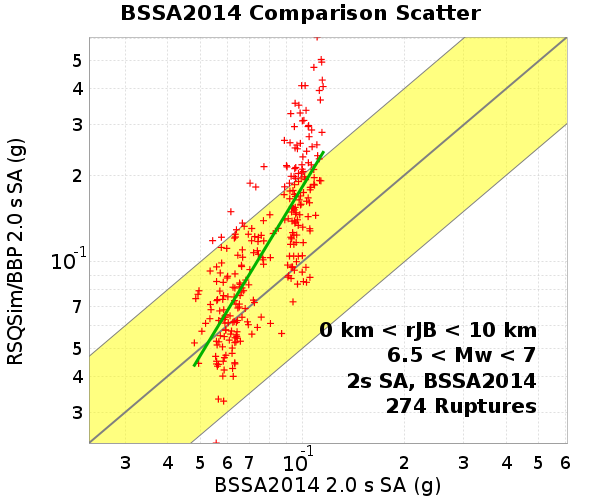 BSSA2014 Comparison Scatter
RSQSim/BBP 2.0 s SA (g)
5
4
3
2
10-1
7
5
4
3
0 km < rJB < 10 km
6.5 < Mw < 7
2s SA, BSSA2014
274 Ruptures
3 4 5 6 7 10-1 2 3 4 5 6
BSSA2014 2.0 s SA (g)